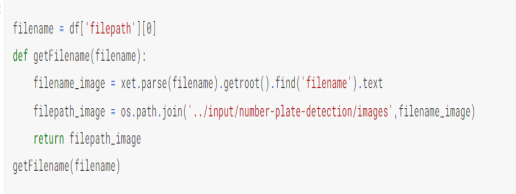 filename = df['filepath'][0]
def getFilename(filename):
    filename_image = xet.parse(filename).getroot().find('filename').text
    filepath_image = os.path.join('../input/number-plate-detection/images',filename_image)
    return filepath_image
getFilename(filename)